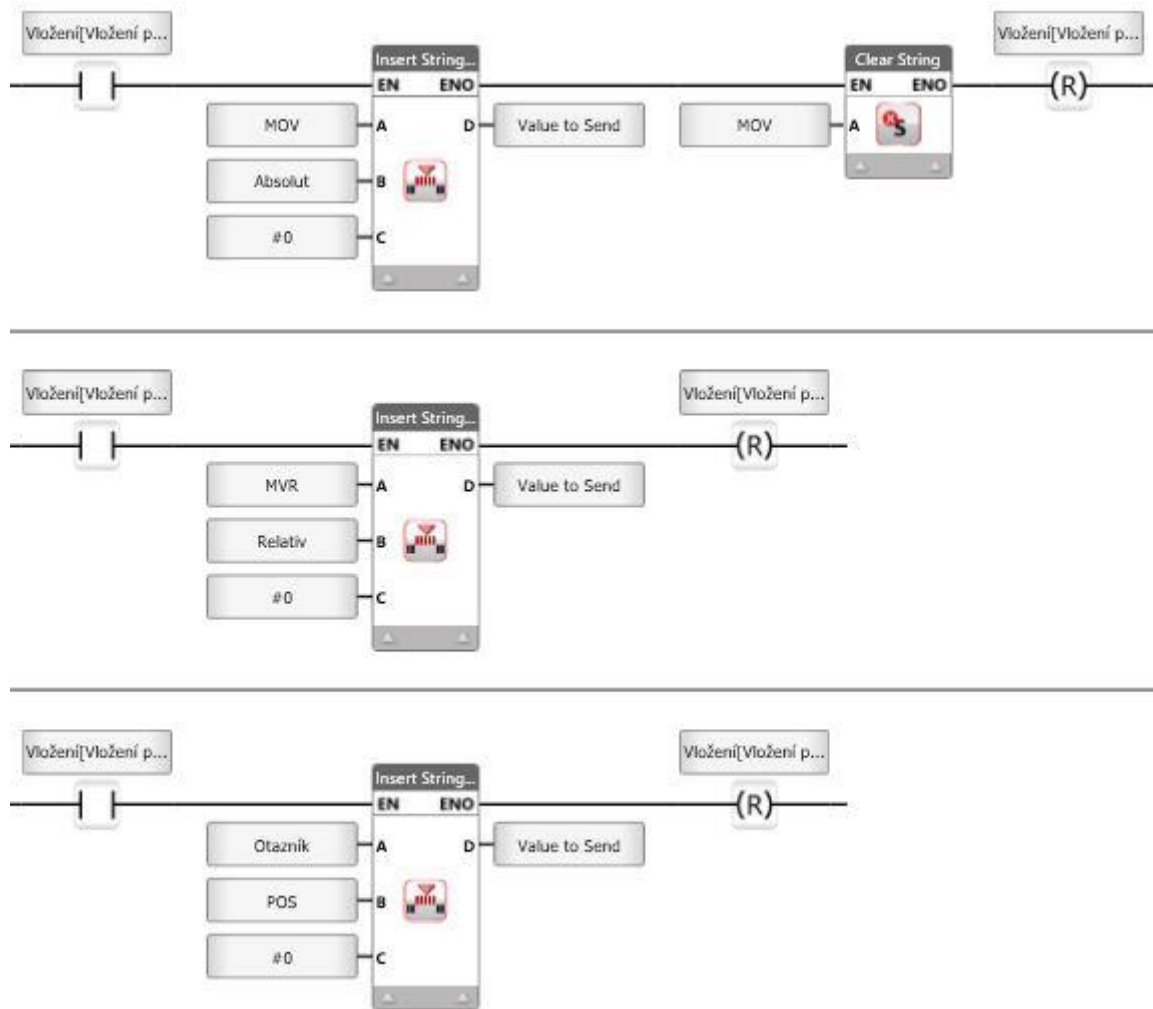 Vložení[Vložení p... Vložení[Vložení p...
Insert String... Clear String
EN ENO EN ENO (R)
MOV A D Value to Send MOV A S
Absolut B
#0 C
Vložení[Vložení p... Vložení[Vložení p...
Insert String...
EN ENO (R)
MVR A D Value to Send
Relativ B
#0 C
Vložení[Vložení p... Vložení[Vložení p...
Insert String...
EN ENO (R)
Otazník A D Value to Send
POS B
#0 C